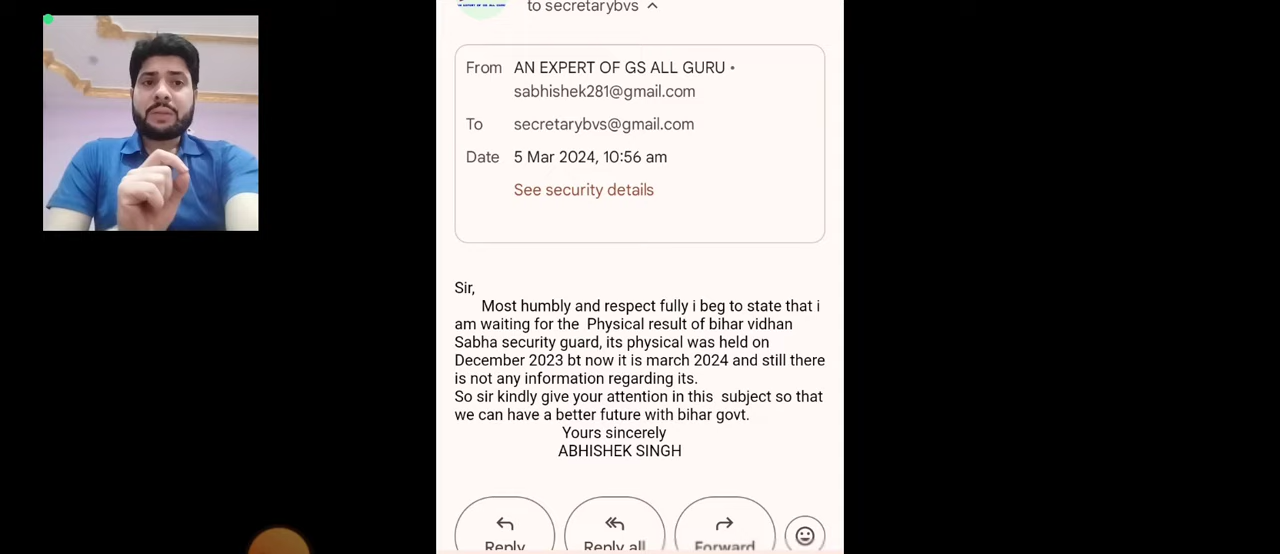 to secretarybvs
From AN EXPERT OF GS ALL GURU •
sabhishek281@gmail.com
To secretarybvs@gmail.com
Date 5 Mar 2024, 10:56 am
See security details
Sir,
Most humbly and respect fully i beg to state that i
am waiting for the Physical result of bihar vidhan
Sabha security guard, its physical was held on
December 2023 bt now it is march 2024 and still there
is not any information regarding its.
So sir kindly give your attention in this subject so that
we can have a better future with bihar govt.
Yours sincerely
ABHISHEK SINGH
Reply Reply all Forward